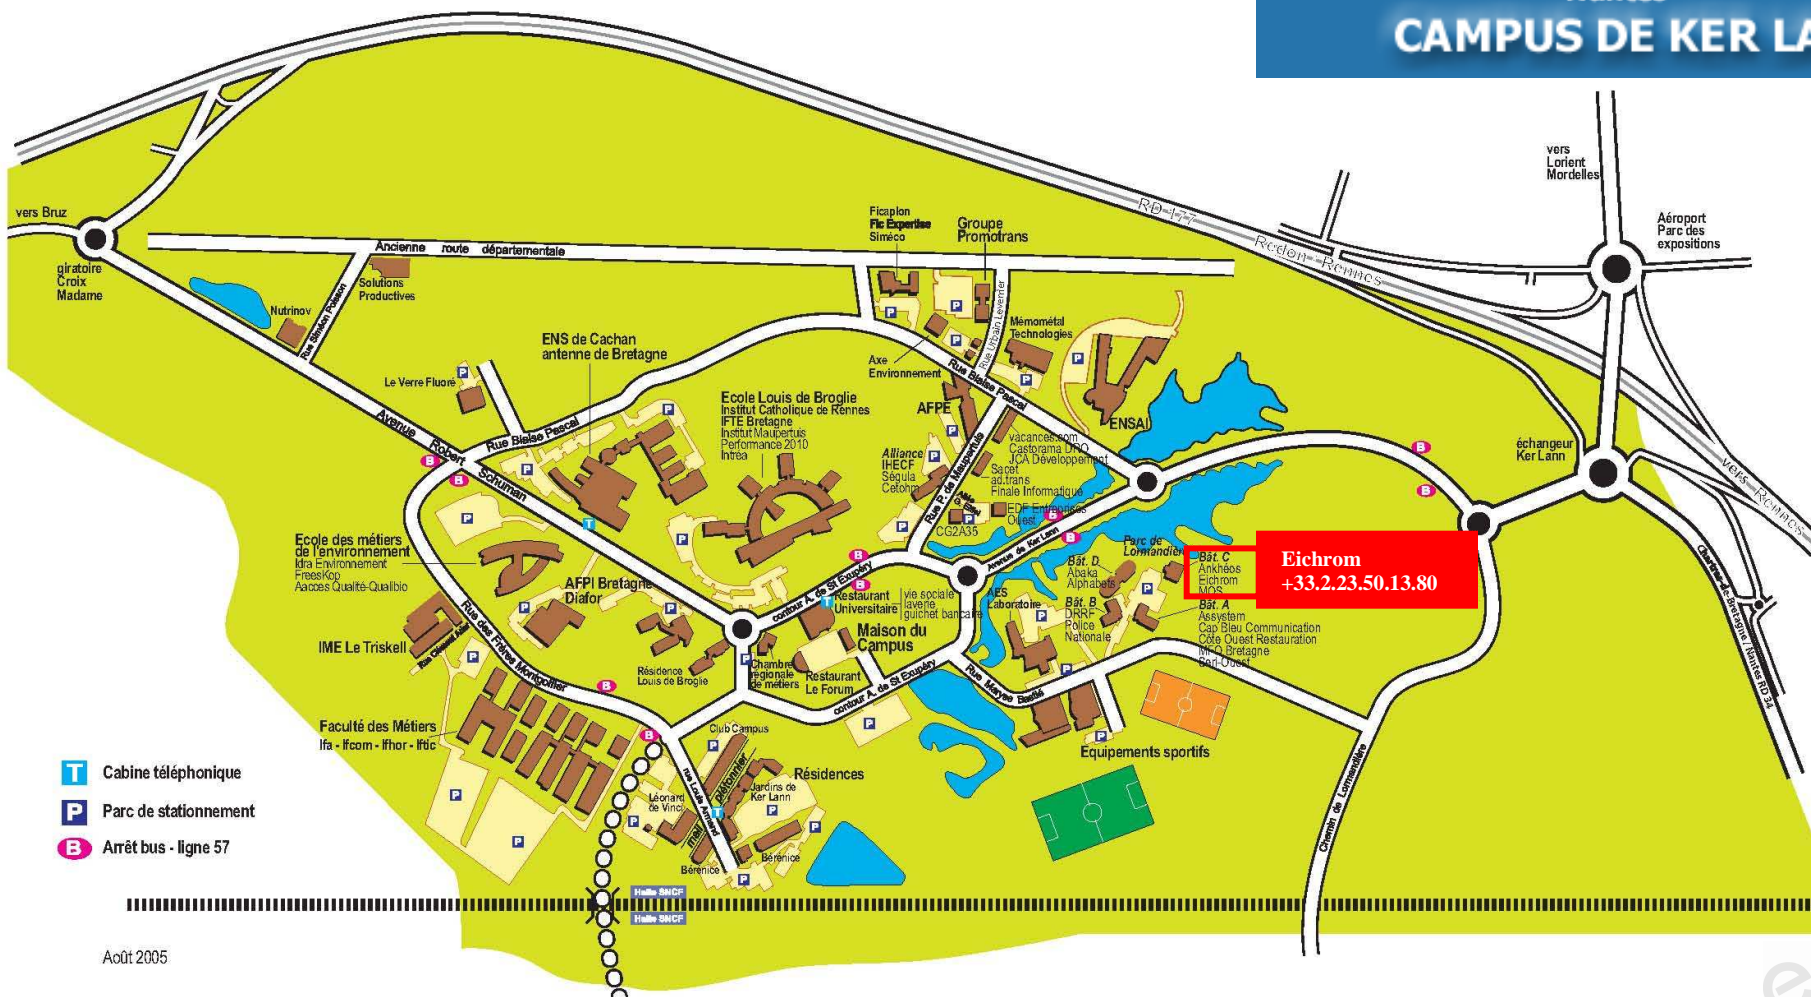 CAMPUS DE KER LA
vers
Lorient
Mordelles
Aéroport
Parc des
expositions
RD 177
Redon - Rennes
vers Rennes
échangeur
Ker Lann
Chartres-de-Bretagne / Nantes RD 34
vers Bruz
giratoire
Croix
Madame
Ancienne route départementale
Solutions
Productives
Nutrinov
Rue Siméon Poisson
Ficaplon
Fic Expertise
Siméco
Groupe
Promotrans
Rue Urbain Leverrier
Mémométal
Technologies
Axe
Environnement
Rue Blaise Pascal
AFPE
ENSAI
ENS de Cachan
antenne de Bretagne
Le Verre Fluoré
Avenue Robert Schuman
Rue Blaise Pascal
Ecole Louis de Broglie
Institut Catholique de Rennes
IFTE Bretagne
Institut Maupertuis
Performance 2010
Intréa
Alliance
IHECF
Ségula
Cetohm
Rue P. de Maupertuis
vacances.com
Castorama DRO
JCA Développement
Sacet
ad.trans
Finale Informatique
EDF Entreprises
Ouest
CG2A35
Avenue de Ker Lann
Parc de
Lormandière
Bât. C
Ankhéos
Eichrom
MOS
Eichrom
+33.2.23.50.13.80
Bât. D
Abaka
Alphabets
Bât. B
DRRF
Police
Nationale
Bât. A
Assystem
Cap Bleu Communication
Côte Ouest Restauration
MFQ Bretagne
AES
Laboratoire
Ecole des métiers
de l'environnement
Idra Environnement
FreesKop
Aacces Qualité-Qualibio
AFPI Bretagne
Diafor
contour A. de St Exupéry
Restaurant
Universitaire
vie sociale
laverie
guichet bancaire
Maison du
Campus
IME Le Triskell
Rue des Frères Montgolfier
Résidence
Louis de Broglie
Chambre
régionale
de métiers
Restaurant
Le Forum
contour A. de St Exupéry
Rue Maryse Bastié
Equipements sportifs
Chemin de Lormandière
Faculté des Métiers
Ifa - Ifcom - Ifhor - Iftic
Club Campus
Résidences
Jardins de
Ker Lann
Léonard
de Vinci
rue Louis Armand
mail piétonnier
Bérénice
Bérénice
T Cabine téléphonique
P Parc de stationnement
B Arrêt bus - ligne 57
Halte SNCF
Halte SNCF
Août 2005